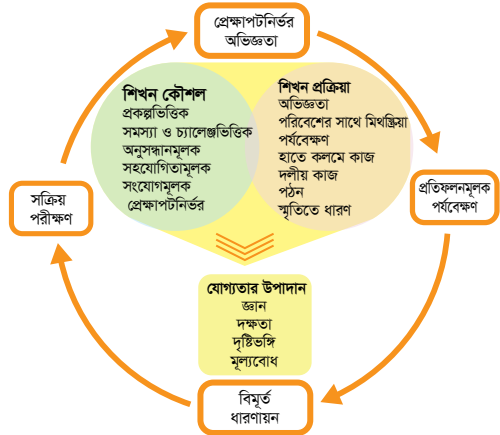 প্রেক্ষাপটনির্ভর
অভিজ্ঞতা
শিখন কৌশল
প্রকল্পভিত্তিক
সমস্যা ও চ্যালেঞ্জভিত্তিক
অনুসন্ধানমূলক
সহযোগিতামূলক
সংযোগমূলক
প্রেক্ষাপটনির্ভর
শিখন প্রক্রিয়া
অভিজ্ঞতা
পরিবেশের সাথে মিথষ্ক্রিয়া
পর্যবেক্ষণ
হাতে কলমে কাজ
দলীয় কাজ
পঠন
স্মৃতিতে ধারণ
সক্রিয়
পরীক্ষণ
প্রতিফলনমূলক
পর্যবেক্ষণ
যোগ্যতার উপাদান
জ্ঞান
দক্ষতা
দৃষ্টিভঙ্গি
মূল্যবোধ
বিমূর্ত
ধারণায়ন